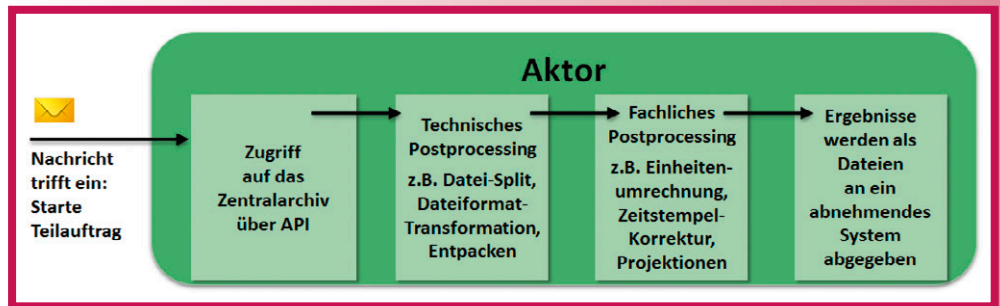 Aktor
Nachricht
trifft ein:
Starte
Teilauftrag
Zugriff
auf das
Zentralarchiv
über API
Technisches
Postprocessing
z.B. Datei-Split,
Dateiformat-
Transformation,
Entpacken
Fachliches
Postprocessing
z.B. Einheiten-
umrechnung,
Zeitstempel-
Korrektur,
Projektionen
Ergebnisse
werden als
Dateien
an ein
abnehmendes
System
abgegeben